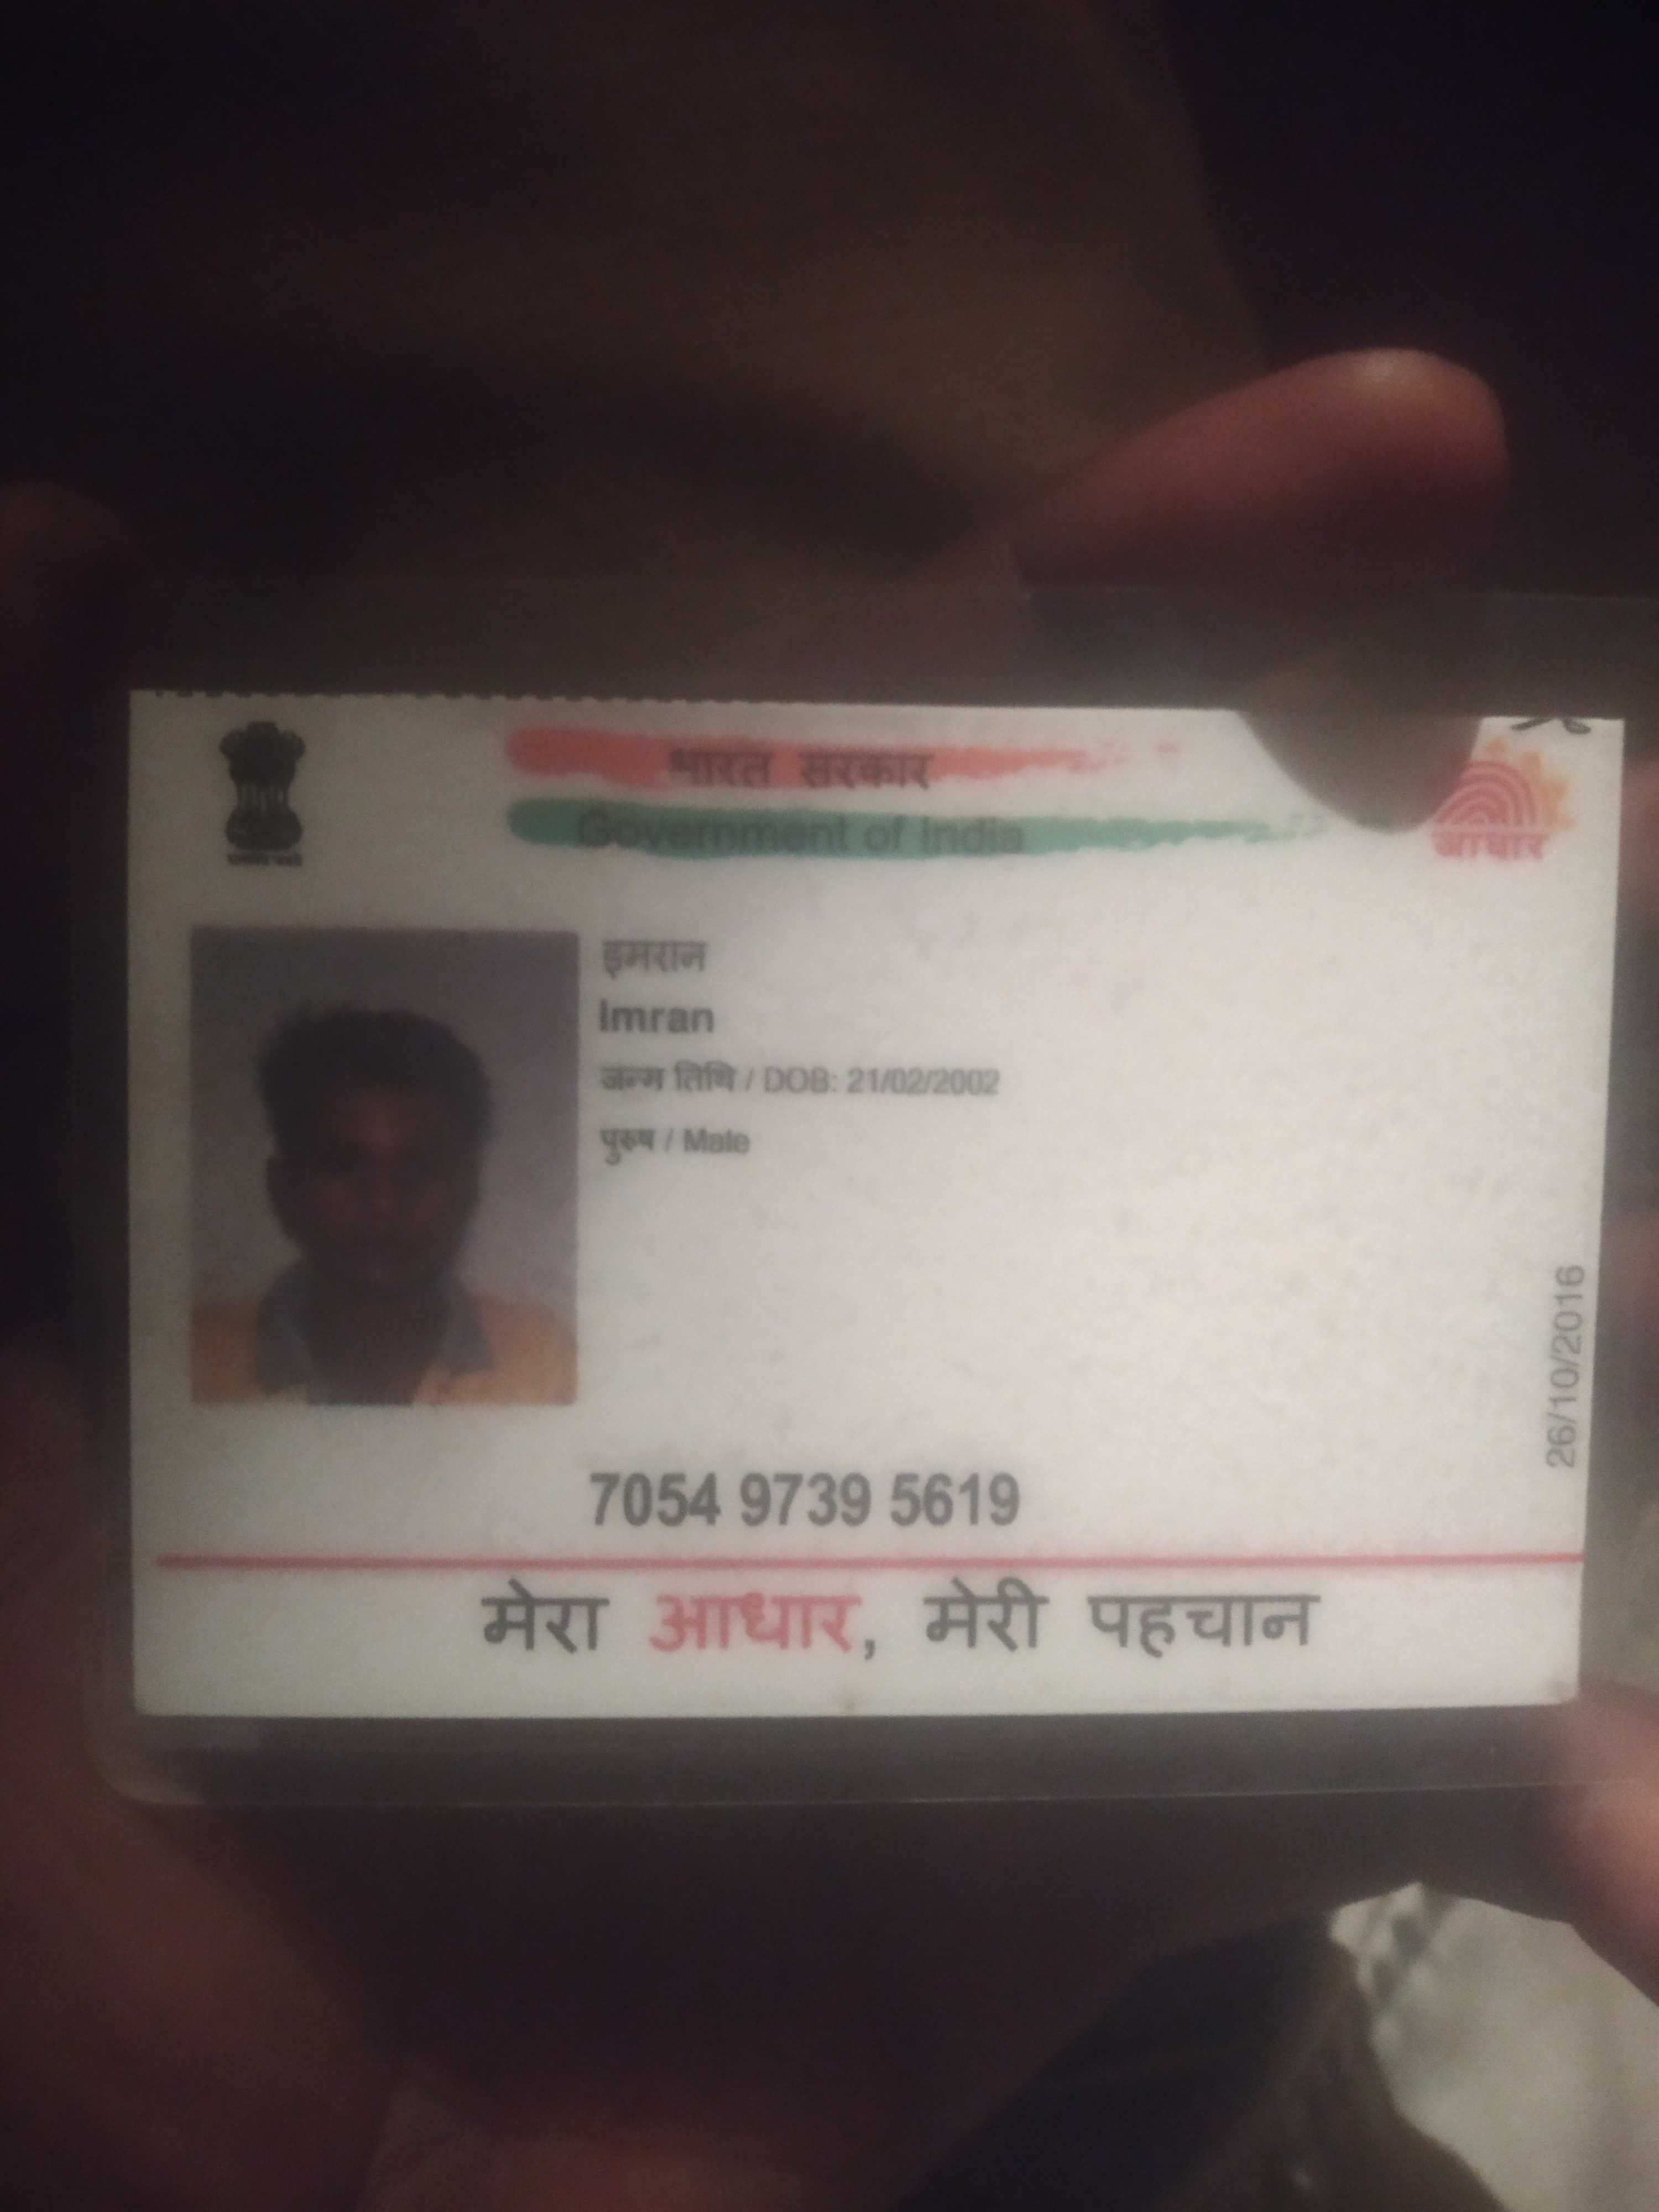 भारत सरकार
Government of India
आधार
इमरान
Imran
जन्म तिथि / DOB: 21/02/2002
पुरुष / Male
26/10/2016
7054 9739 5619
मेरा आधार, मेरी पहचान